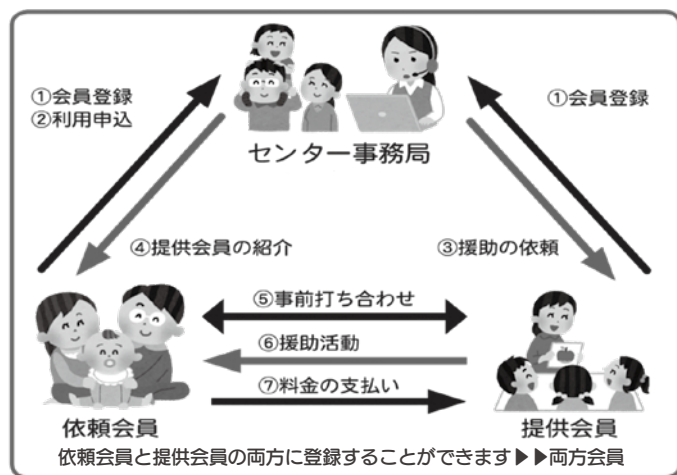 ①会員登録
②利用申込
①会員登録
センター事務局
④提供会員の紹介
③援助の依頼
⑤事前打ち合わせ
⑥援助活動
⑦料金の支払い
依頼会員
提供会員
依頼会員と提供会員の両方に登録することができます▶▶両方会員